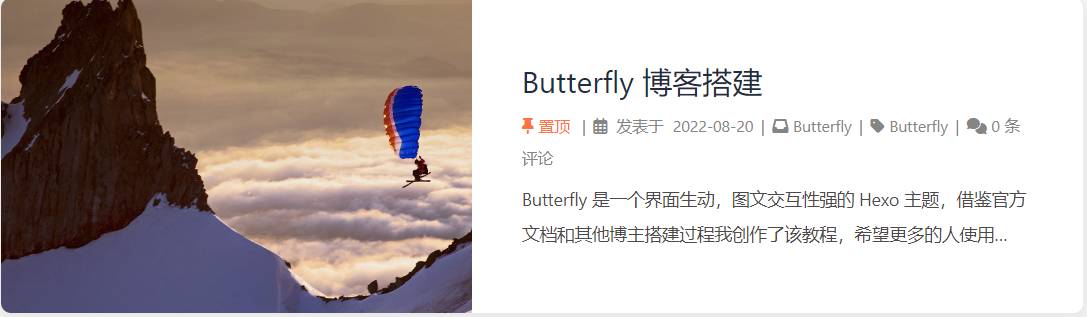 Butterfly 博客搭建
置顶 | 发表于 2022-08-20 | Butterfly | Butterfly | 0 条
评论
Butterfly 是一个界面生动，图文交互性强的 Hexo 主题，借鉴官方
文档和其他博主搭建过程我创作了该教程，希望更多的人使用...